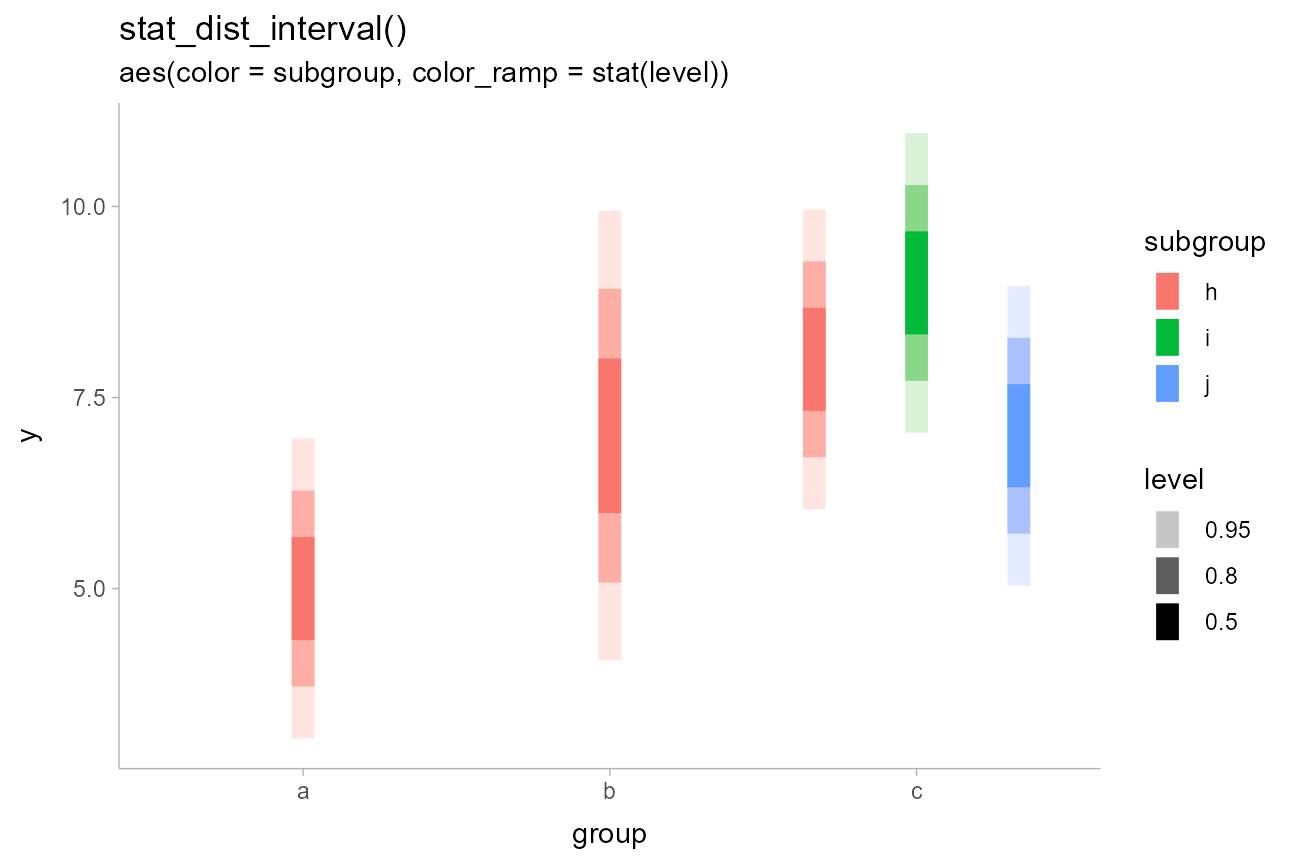 stat_dist_interval()
aes(color = subgroup, color_ramp = stat(level))
10.0
7.5
5.0
y
a
b
c
group
subgroup
h
i
j
level
0.95
0.8
0.5